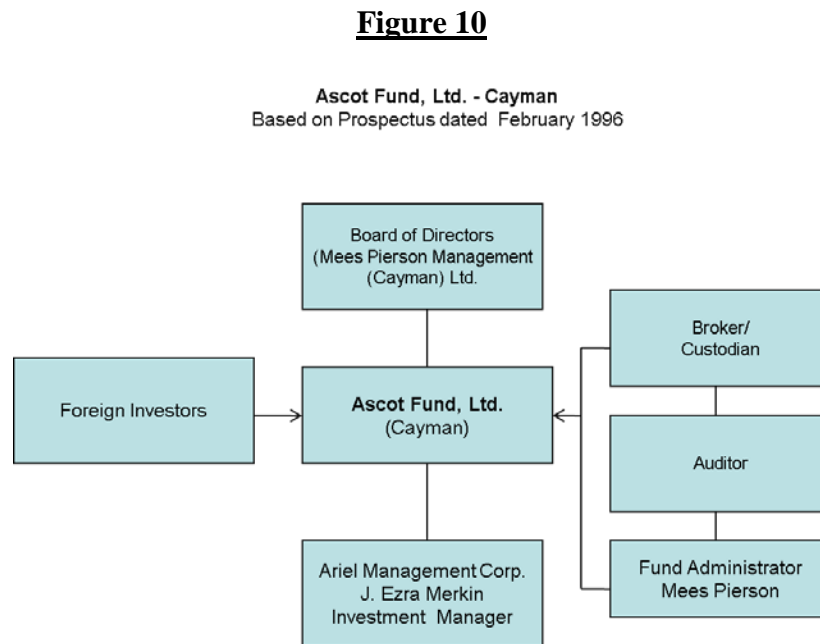 Figure 10
Ascot Fund, Ltd. - Cayman
Based on Prospectus dated February 1996
Board of Directors
(Mees Pierson Management
(Cayman) Ltd.
Broker/
Custodian
Foreign Investors
Ascot Fund, Ltd.
(Cayman)
Auditor
Ariel Management Corp.
J. Ezra Merkin
Investment Manager
Fund Administrator
Mees Pierson